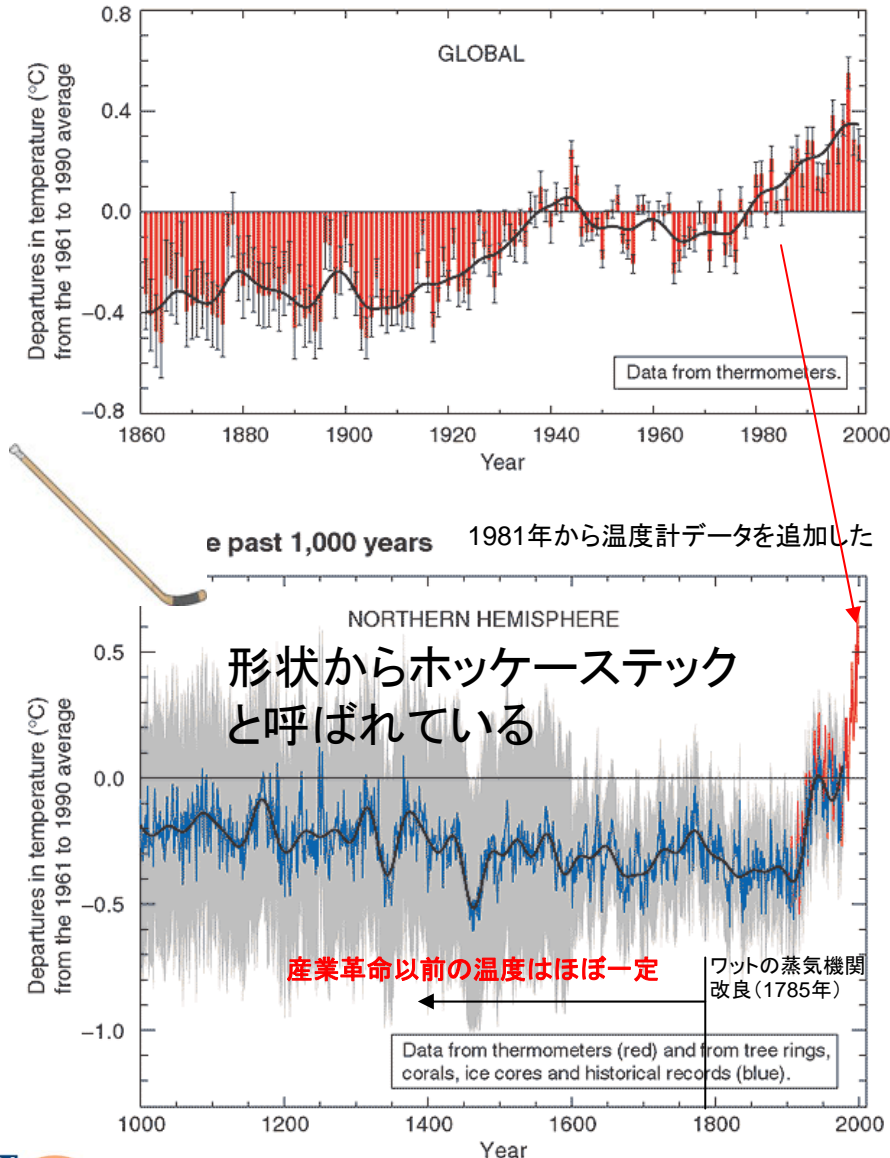 0.8
GLOBAL
0.4
0.0
−0.4
−0.8
Departures in temperature (°C)
from the 1961 to 1990 average
Data from thermometers.
1860 1880 1900 1920 1940 1960 1980 2000
Year
e past 1,000 years
1981年から温度計データを追加した
NORTHERN HEMISPHERE
形状からホッケーステック
と呼ばれている
0.5
0.0
−0.5
−1.0
Departures in temperature (°C)
from the 1961 to 1990 average
産業革命以前の温度はほぼ一定
ワットの蒸気機関
改良(1785年)
Data from thermometers (red) and from tree rings,
corals, ice cores and historical records (blue).
1000 1200 1400 1600 1800 2000
Year